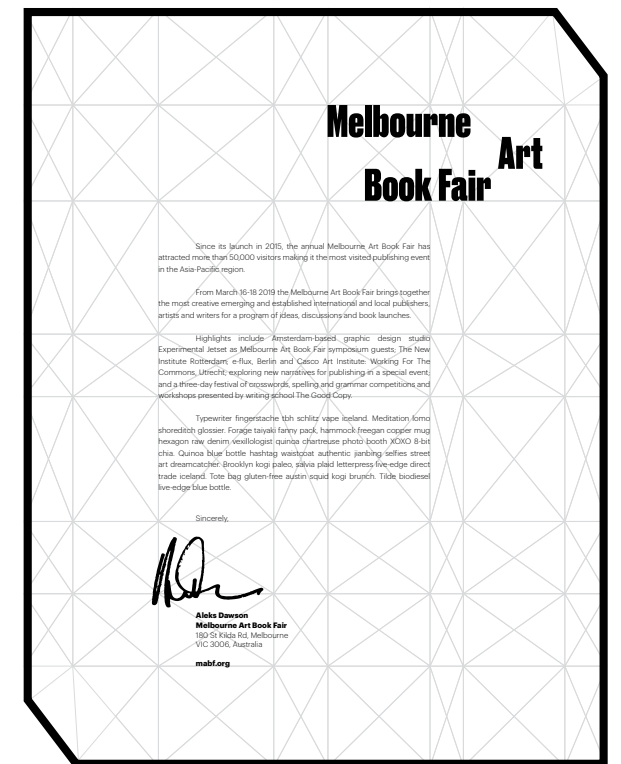 Melbourne
Art
Book Fair
Since its launch in 2015, the annual Melbourne Art Book Fair has
attracted more than 50,000 visitors making it the most visited publishing event
in the Asia-Pacific region.
From March 16-18 2019 the Melbourne Art Book Fair brings together
the most creative emerging and established international and local publishers,
artists and writers for a program of ideas, discussions and book launches.
Highlights include Amsterdam-based graphic design studio
Experimental Jetset as Melbourne Art Book Fair symposium guests; The New
Institute Rotterdam, e-flux, Berlin and Casco Art Institute: Working For The
Commons, Utrecht, exploring new narratives for publishing in a special event;
and a three-day festival of crosswords, spelling and grammar competitions and
workshops presented by writing school The Good Copy.
Typewriter fingerstache tbh schlitz vape iceland. Meditation fomo
shoreditch glossier. Forage taiyaki fanny pack, hammock freegan copper mug
hexagon raw denim vexillologist quinoa chartreuse photo booth XOXO 8-bit
chia. Quinoa blue bottle hashtag waistcoat authentic jianbing selfies street
art dreamcatcher. Brooklyn kogi paleo, salvia plaid letterpress live-edge direct
trade iceland. Tote bag gluten-free austin squid kogi brunch. Tilde biodiesel
live-edge blue bottle.
Sincerely,
Aleks Dawson
Melbourne Art Book Fair
180 St Kilda Rd, Melbourne
VIC 3006, Australia
mabf.org